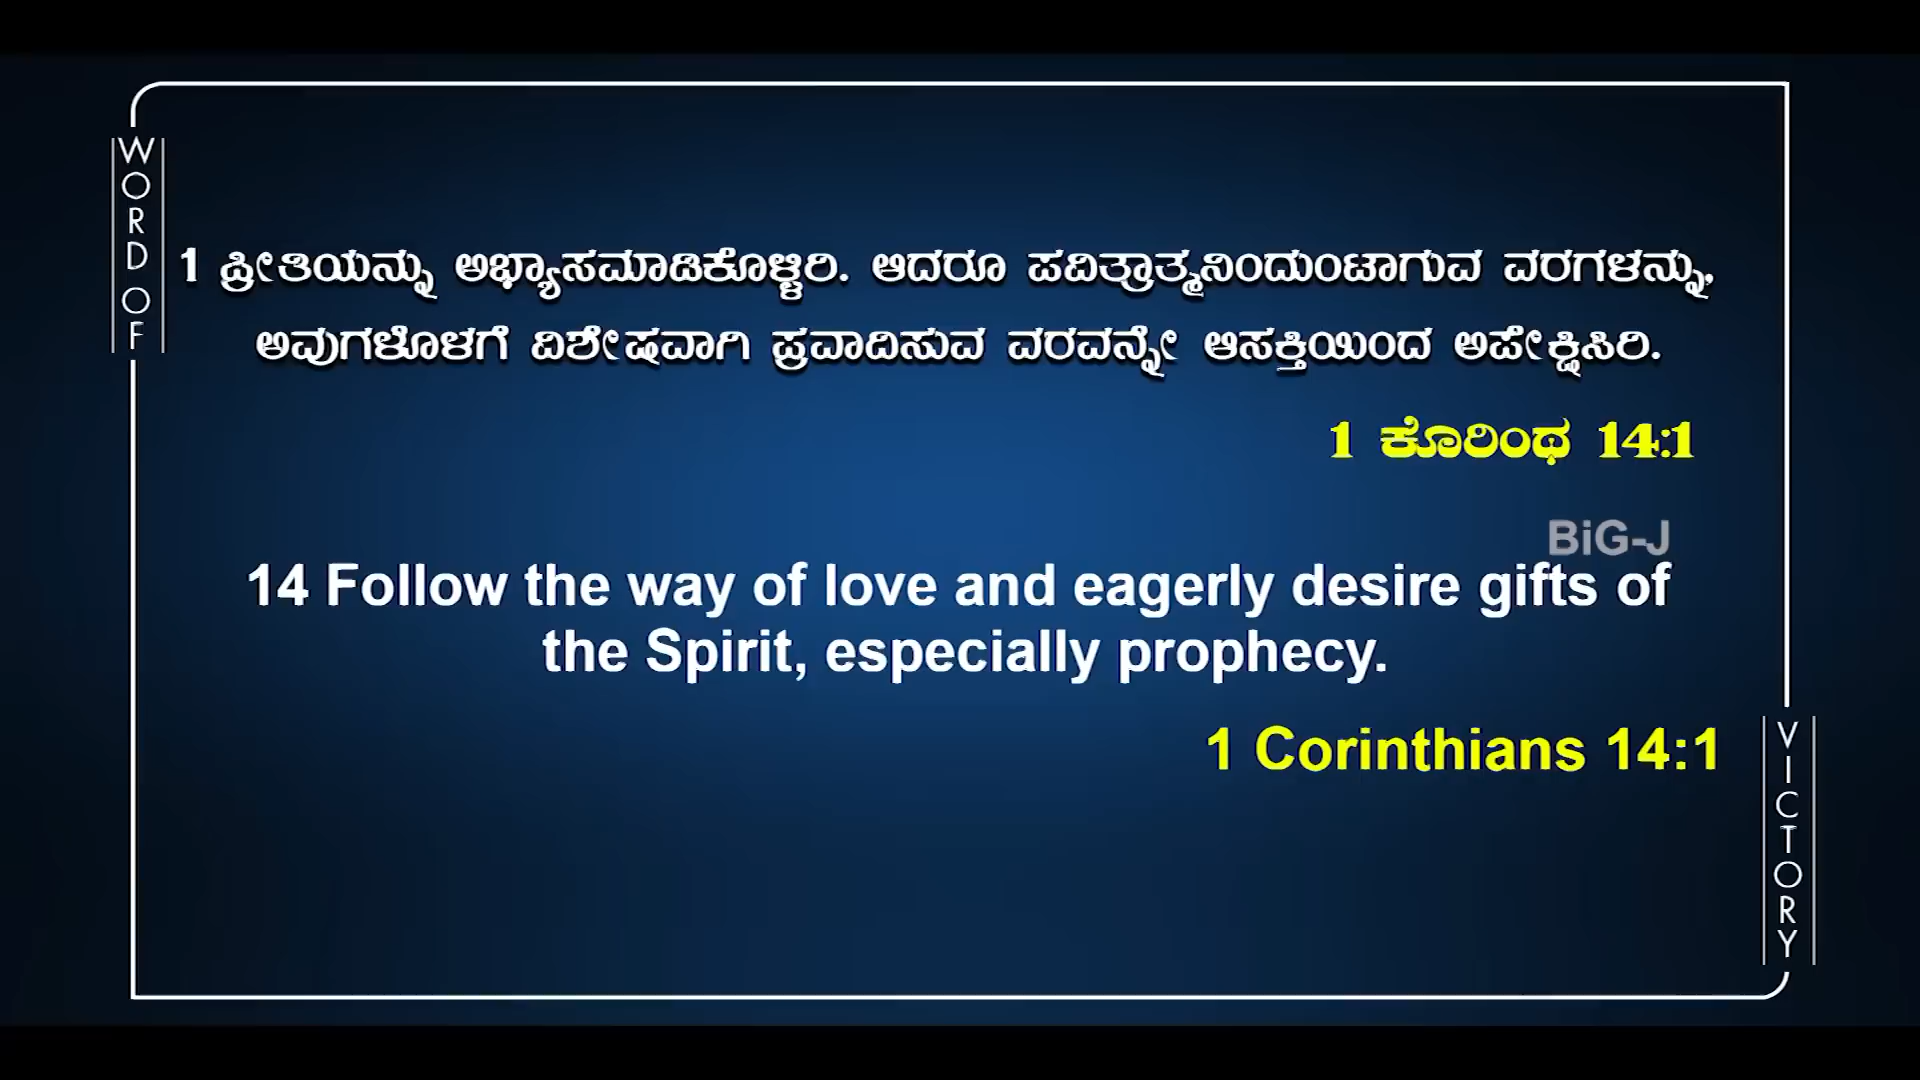 WORD OF
1 ಪ್ರೀತಿಯನ್ನು ಅಭ್ಯಾಸಮಾಡಿಕೊಳ್ಳಿರಿ. ಆದರೂ ಪವಿತ್ರಾತ್ಮನಿಂದುಂಟಾಗುವ ವರಗಳನ್ನು,
ಅವುಗಳೊಳಗೆ ವಿಶೇಷವಾಗಿ ಪ್ರವಾದಿಸುವ ವರವನ್ನೇ ಆಸಕ್ತಿಯಿಂದ ಅಪೇಕ್ಷಿಸಿರಿ.
1 ಕೊರಿಂಥ 14:1
BiG-J
14 Follow the way of love and eagerly desire gifts of
the Spirit, especially prophecy.
1 Corinthians 14:1
VICTORY